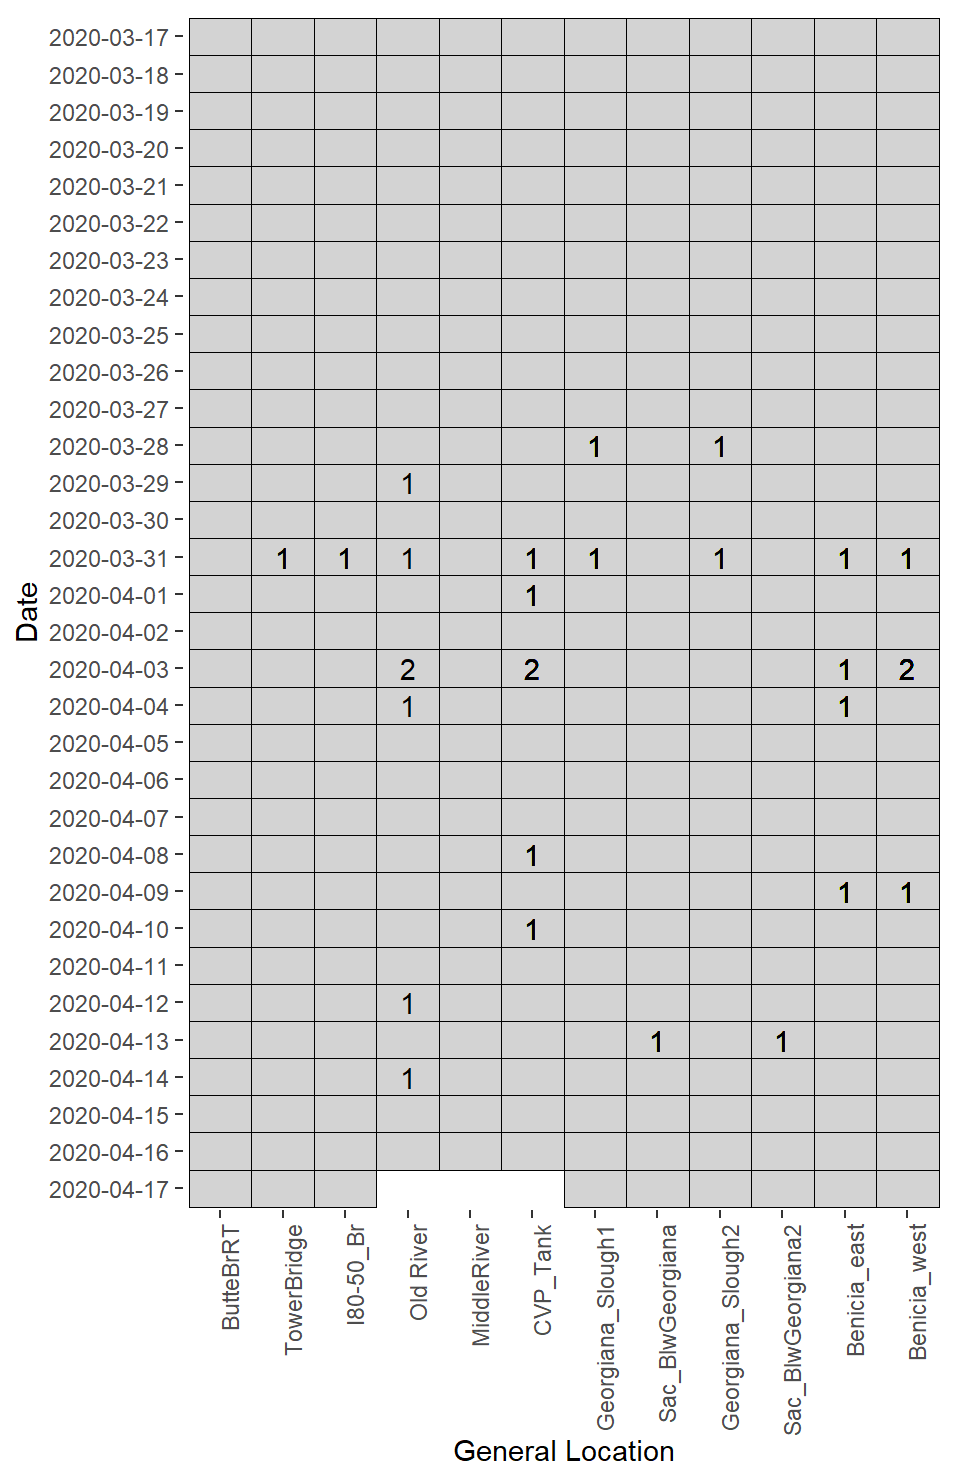 2020-03-17
2020-03-18
2020-03-19
2020-03-20
2020-03-21
2020-03-22
2020-03-23
2020-03-24
2020-03-25
2020-03-26
2020-03-27
2020-03-28 1 1
2020-03-29 1
2020-03-30
2020-03-31 1 1 1 1 1 1 1 1
2020-04-01 1
2020-04-02
2020-04-03 2 2 1 2
2020-04-04 1 1
2020-04-05
2020-04-06
2020-04-07
2020-04-08 1
2020-04-09 1 1
2020-04-10 1
2020-04-11
2020-04-12 1
2020-04-13 1 1
2020-04-14 1
2020-04-15
2020-04-16
2020-04-17
Date
ButteBrRT
TowerBridge
I80-50_Br
Old River
MiddleRiver
CVP_Tank
Georgiana_Slough1
Sac_BlwGeorgiana
Georgiana_Slough2
Sac_BlwGeorgiana2
Benicia_east
Benicia_west
General Location